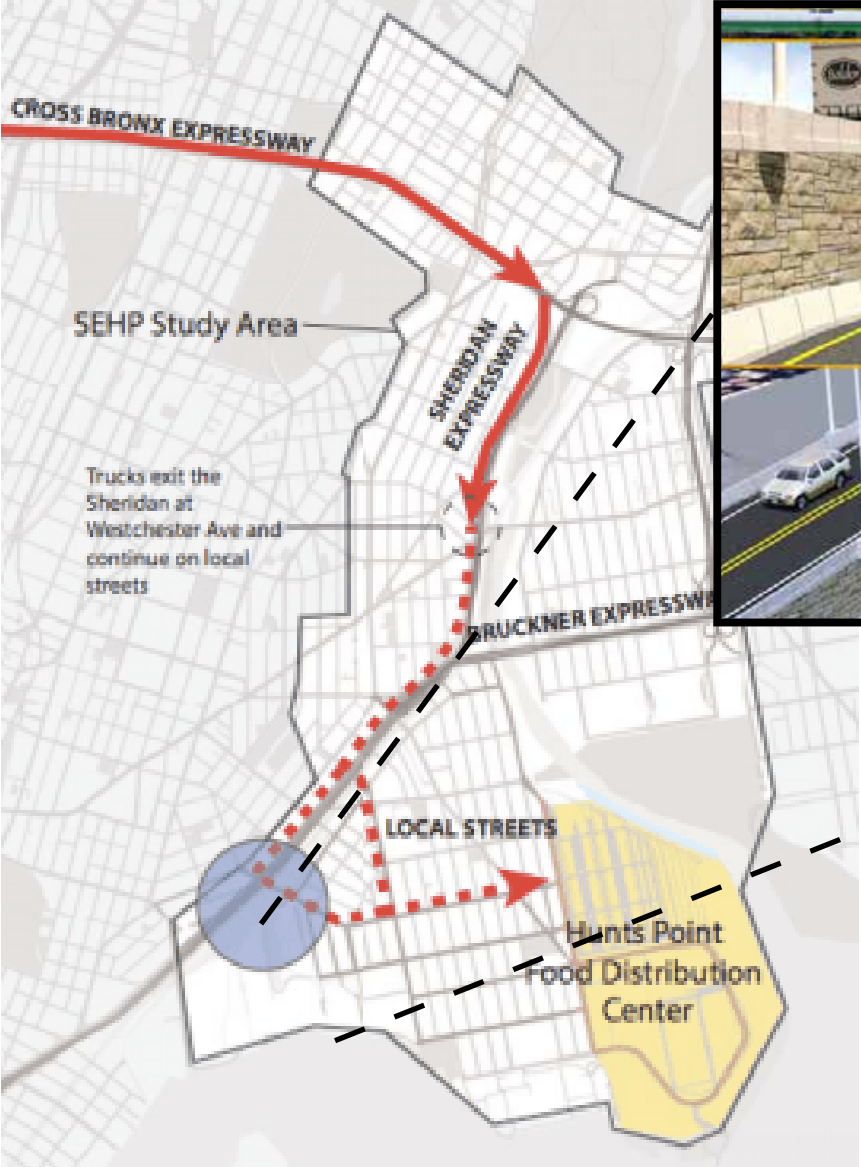 CROSS BRONX EXPRESSWAY
SEHP Study Area
SHERIDAN
EXPRESSWAY
Trucks exit the
Sheridan at
Westchester Ave and
continue on local
streets
BRUCKNER EXPRESSWA
LOCAL STREETS
Hunts Point
Food Distribution
Center